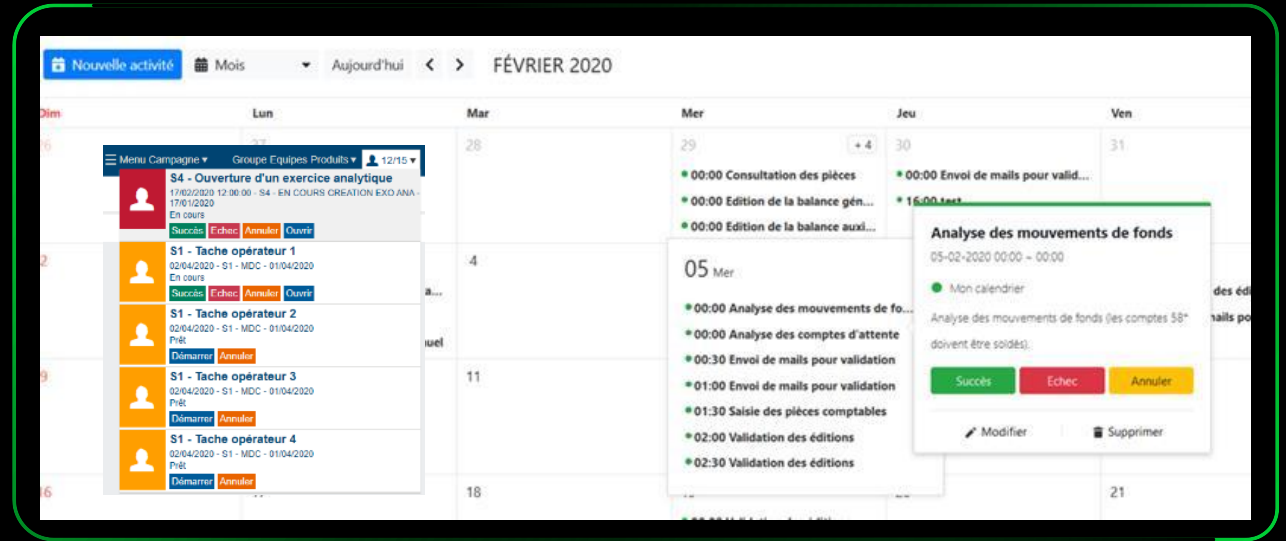 Nouvelle activité
Mois
Aujourd'hui
FÉVRIER 2020
Dim
Lun
Mar
Mer
Jeu
Ven
28
29
+ 4
30
31
00:00 Consultation des pièces
00:00 Edition de la balance gén...
00:00 Edition de la balance auxi...
00:00 Envoi de mails pour valid...
16:00 test
Menu Campagne
Groupe Equipes Produits
12/15
S4 - Ouverture d'un exercice analytique
17/02/2020 12:00:00 - S4 - EN COURS CREATION EXO ANA -
17/01/2020
En cours
Succès Echec Annuler Ouvrir
S1 - Tache opérateur 1
02/04/2020 - S1 - MDC - 01/04/2020
En cours
Succès Echec Annuler Ouvrir
S1 - Tache opérateur 2
02/04/2020 - S1 - MDC - 01/04/2020
Prêt
Démarrer Annuler
S1 - Tache opérateur 3
02/04/2020 - S1 - MDC - 01/04/2020
Prêt
Démarrer Annuler
S1 - Tache opérateur 4
02/04/2020 - S1 - MDC - 01/04/2020
Prêt
Démarrer Annuler
2
4
9
11
18
21
05 Mer
00:00 Analyse des mouvements de fo...
00:00 Analyse des comptes d'attente
00:30 Envoi de mails pour validation
01:00 Envoi de mails pour validation
01:30 Saisie des pièces comptables
02:00 Validation des éditions
02:30 Validation des éditions
Analyse des mouvements de fonds
05-02-2020 00:00 ~ 00:00
Mon calendrier
Analyse des mouvements de fonds (les comptes 58*
doivent être soldés).
Succès
Echec
Annuler
Modifier
Supprimer